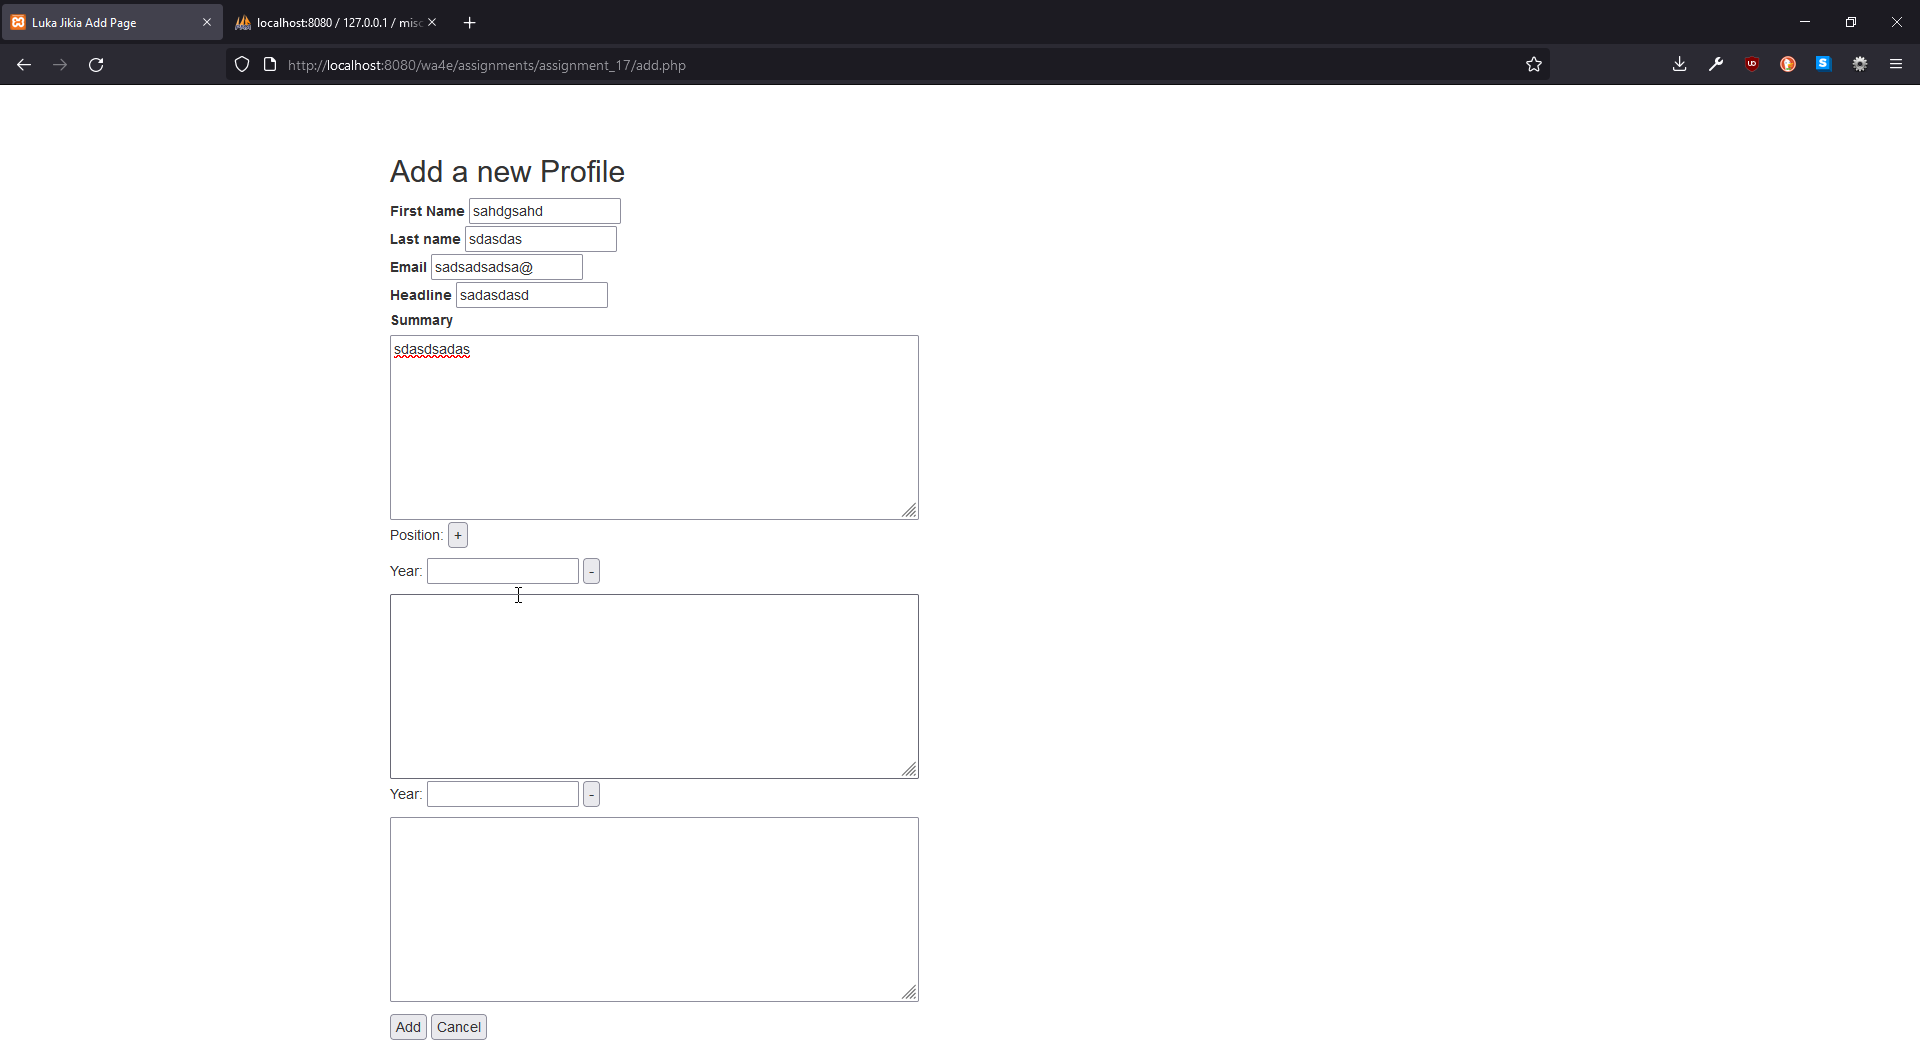 Luka Jikia Add Page
localhost:8080 / 127.0.0.1 / misc
http://localhost:8080/wa4e/assignments/assignment_17/add.php
Add a new Profile
First Name sahdgsahd
Last name sdasdas
Email sadsadsadsa@
Headline sadasdasd
Summary
sdasdsadas
Position: +
Year: -
Year: -
Add Cancel